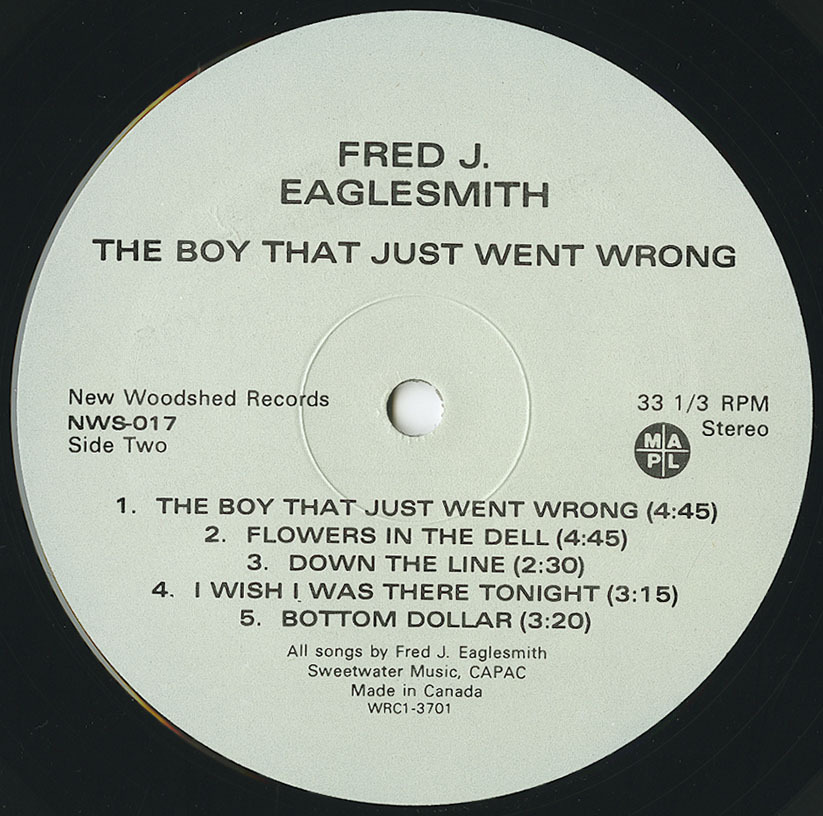 FRED J.
EAGLESMITH
THE BOY THAT JUST WENT WRONG
New Woodshed Records
NWS-017
Side Two
33 1/3 RPM
Stereo
MA
PL
1. THE BOY THAT JUST WENT WRONG (4:45)
2. FLOWERS IN THE DELL (4:45)
3. DOWN THE LINE (2:30)
4. I WISH I WAS THERE TONIGHT (3:15)
5. BOTTOM DOLLAR (3:20)
All songs by Fred J. Eaglesmith
Sweetwater Music, CAPAC
Made in Canada
WRC1-3701